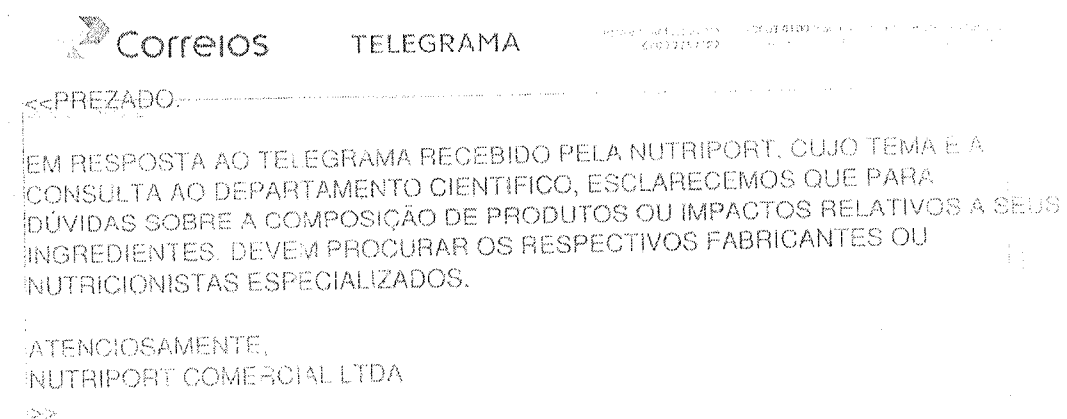 Correios TELEGRAMA
<<PREZADO.
EM RESPOSTA AO TELEGRAMA RECEBIDO PELA NUTRIPORT. CUJO TEMA E A
CONSULTA AO DEPARTAMENTO CIENTIFICO, ESCLARECEMOS QUE PARA
DÚVIDAS SOBRE A COMPOSIÇÃO DE PRODUTOS OU IMPACTOS RELATIVOS A SEUS
INGREDIENTES. DEVEM PROCURAR OS RESPECTIVOS FABRICANTES OU
NUTRICIONISTAS ESPECIALIZADOS.
ATENCIOSAMENTE,
NUTRIPORT COMERCIAL LTDA
>>